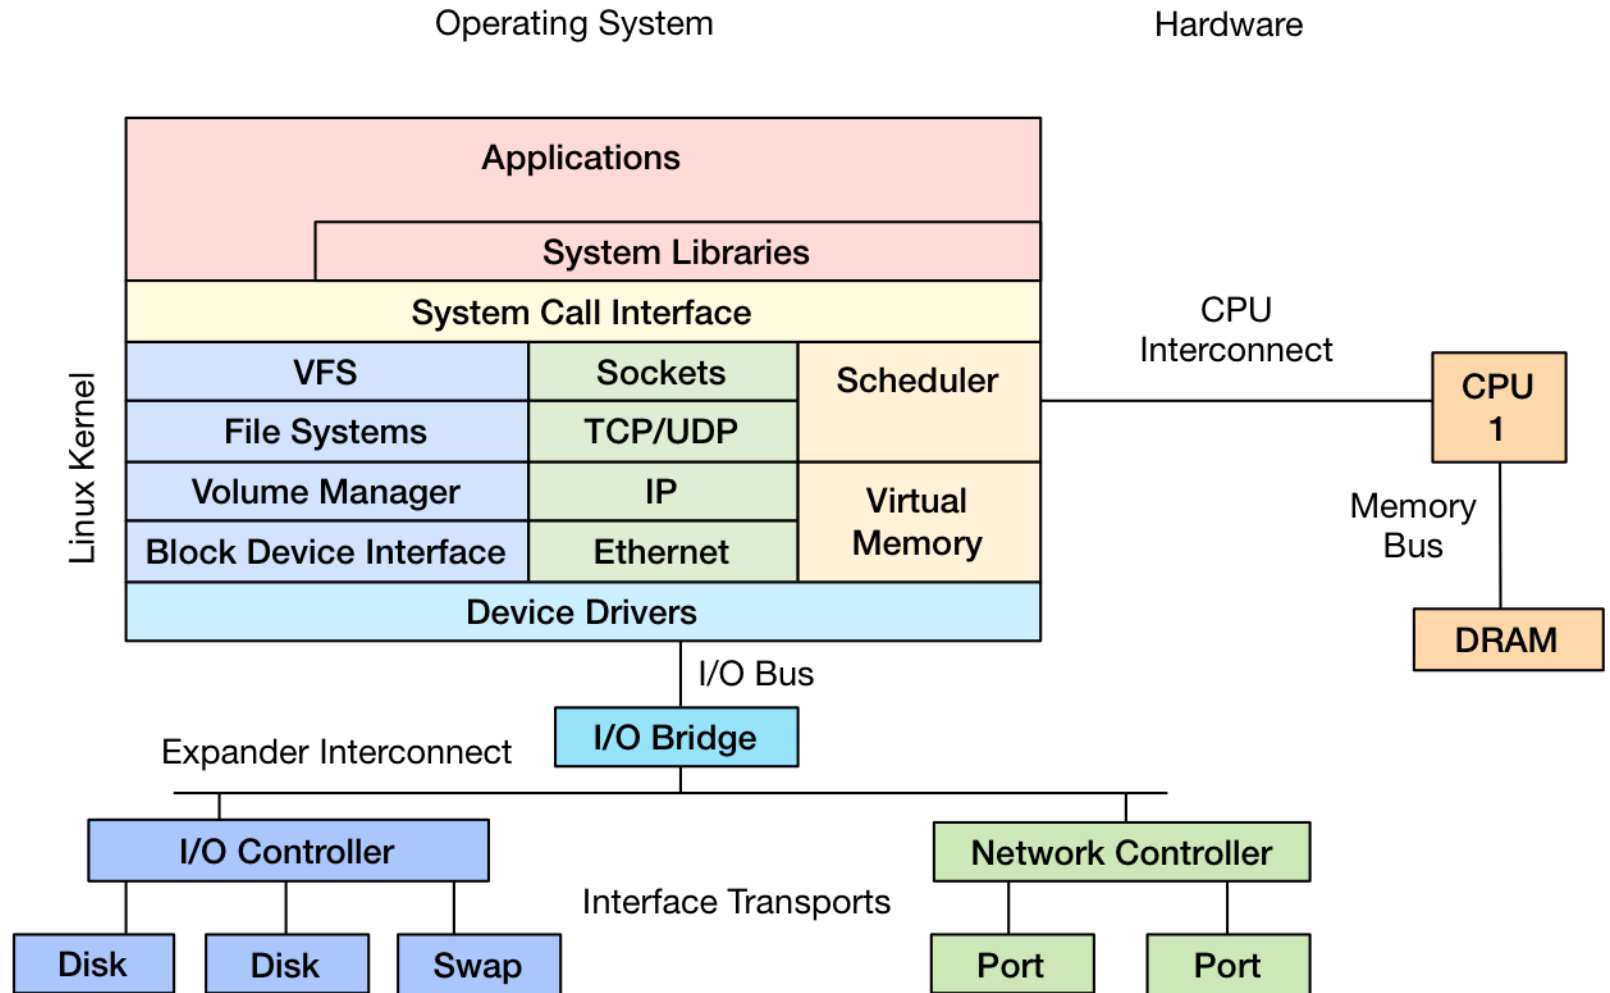 Operating System
Hardware
Applications
System Libraries
System Call Interface
Linux Kernel
VFS
Sockets
Scheduler
File Systems
TCP/UDP
Volume Manager
IP
Virtual
Memory
Block Device Interface
Ethernet
Device Drivers
CPU
Interconnect
CPU
1
Memory
Bus
DRAM
I/O Bus
I/O Bridge
Expander Interconnect
I/O Controller
Network Controller
Interface Transports
Disk
Disk
Swap
Port
Port